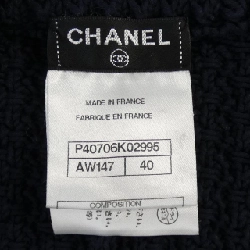 CHANEL
MADE IN FRANCE
FABRIQUE EN FRANCE
P40706K02995
AW147 40
COMPOSITION